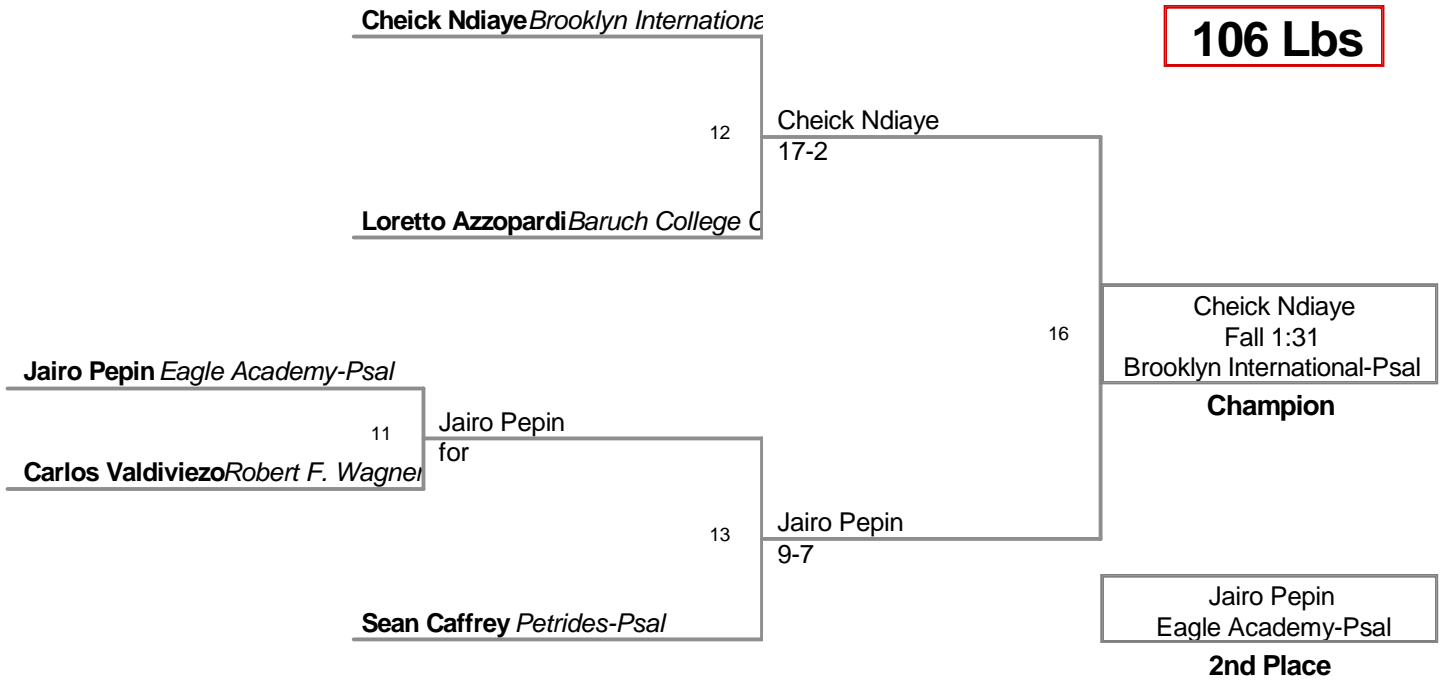 Cheick Ndiaye Brooklyn Internationa
106 Lbs
12
Cheick Ndiaye
17-2
Loretto Azzopardi Baruch College C
16
Cheick Ndiaye
Fall 1:31
Brooklyn International-Psal
Champion
Jairo Pepin Eagle Academy-Psal
11
Jairo Pepin
for
Carlos Valdiviezo Robert F. Wagner
13
Jairo Pepin
9-7
Sean Caffrey Petrides-Psal
Jairo Pepin
Eagle Academy-Psal
2nd Place